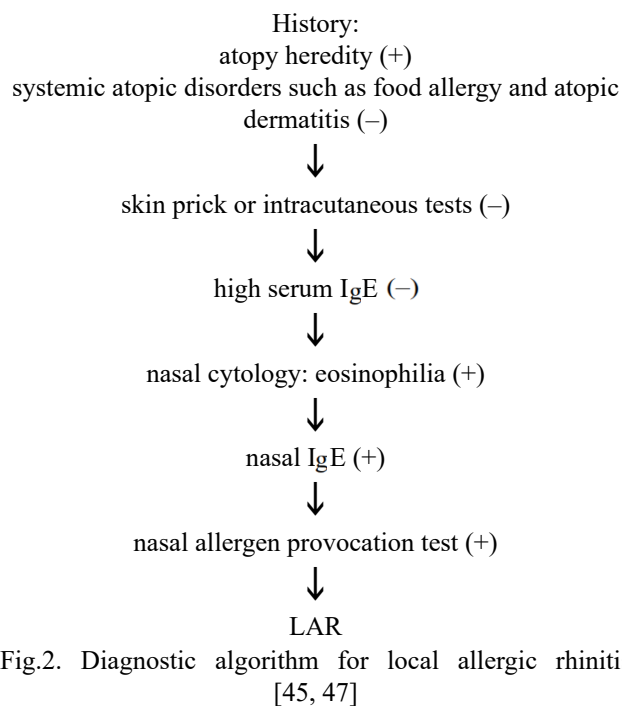 History:
atopy heredity (+)
systemic atopic disorders such as food allergy and atopic
dermatitis (–)
↓
skin prick or intracutaneous tests (–)
↓
high serum IgE (–)
↓
nasal cytology: eosinophilia (+)
↓
nasal IgE (+)
↓
nasal allergen provocation test (+)
↓
LAR
Fig.2. Diagnostic algorithm for local allergic rhiniti
[45, 47]